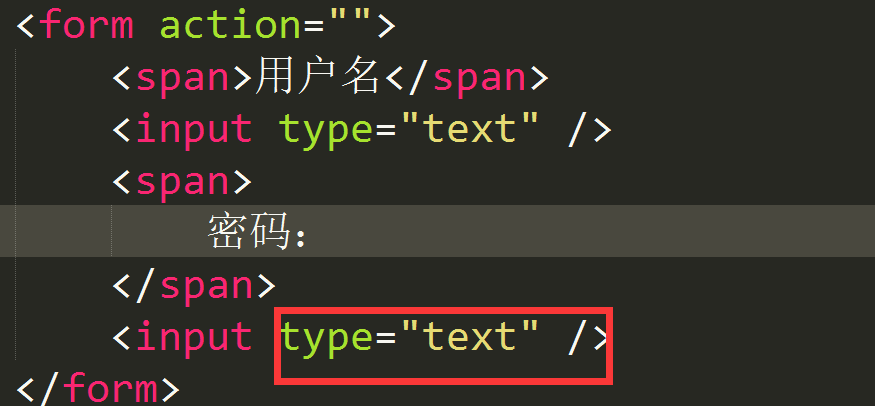 <form action="">
<span>用户名</span>
<input type="text" />
<span>
密码：
</span>
<input type="text" />
</form>